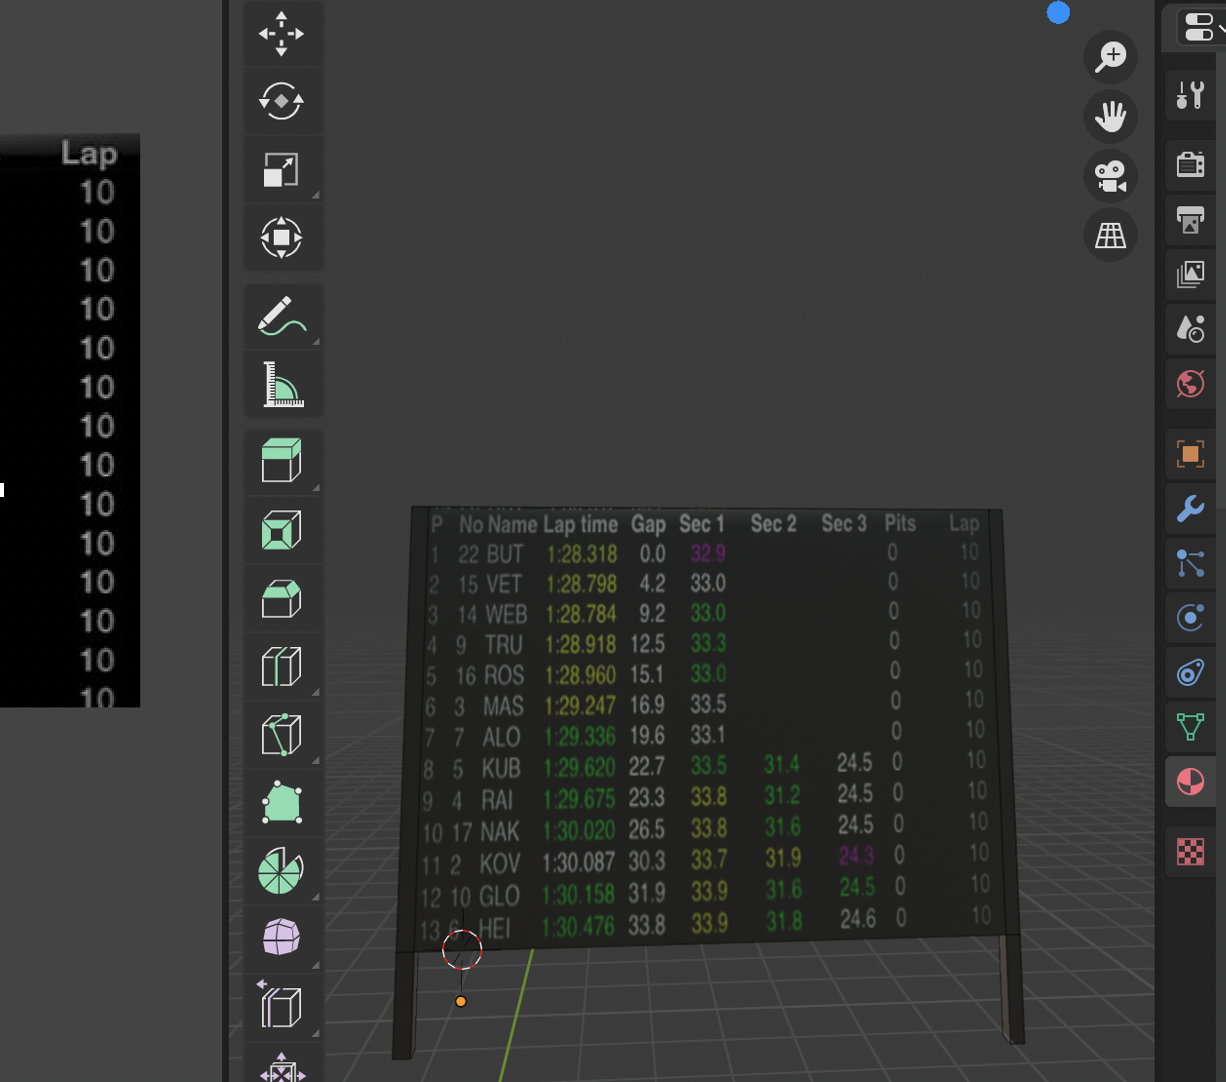 Lap
10
10
10
10
10
10
10
10
10
10
10
10
10
10
P No Name Lap time Gap Sec 1 Sec 2 Sec 3 Pits Lap
1 22 BUT 1:28.318 0.0 32.9 0 10
2 15 VET 1:28.798 4.2 33.0 0 10
3 14 WEB 1:28.784 9.2 33.0 0 10
4 9 TRU 1:28.918 12.5 33.3 0 10
5 16 ROS 1:28.960 15.1 33.0 0 10
6 3 MAS 1:29.247 16.9 33.5 0 10
7 7 ALO 1:29.336 19.6 33.1 0 10
8 5 KUB 1:29.620 22.7 33.5 31.4 24.5 0 10
9 4 RAI 1:29.675 23.3 33.8 31.2 24.5 0 10
10 17 NAK 1:30.020 26.5 33.8 31.6 24.5 0 10
11 2 KOV 1:30.087 30.3 33.7 31.9 24.3 0 10
12 10 GLO 1:30.158 31.9 33.9 31.6 24.5 0 10
13 6 HEI 1:30.476 33.8 33.9 31.8 24.6 0 10